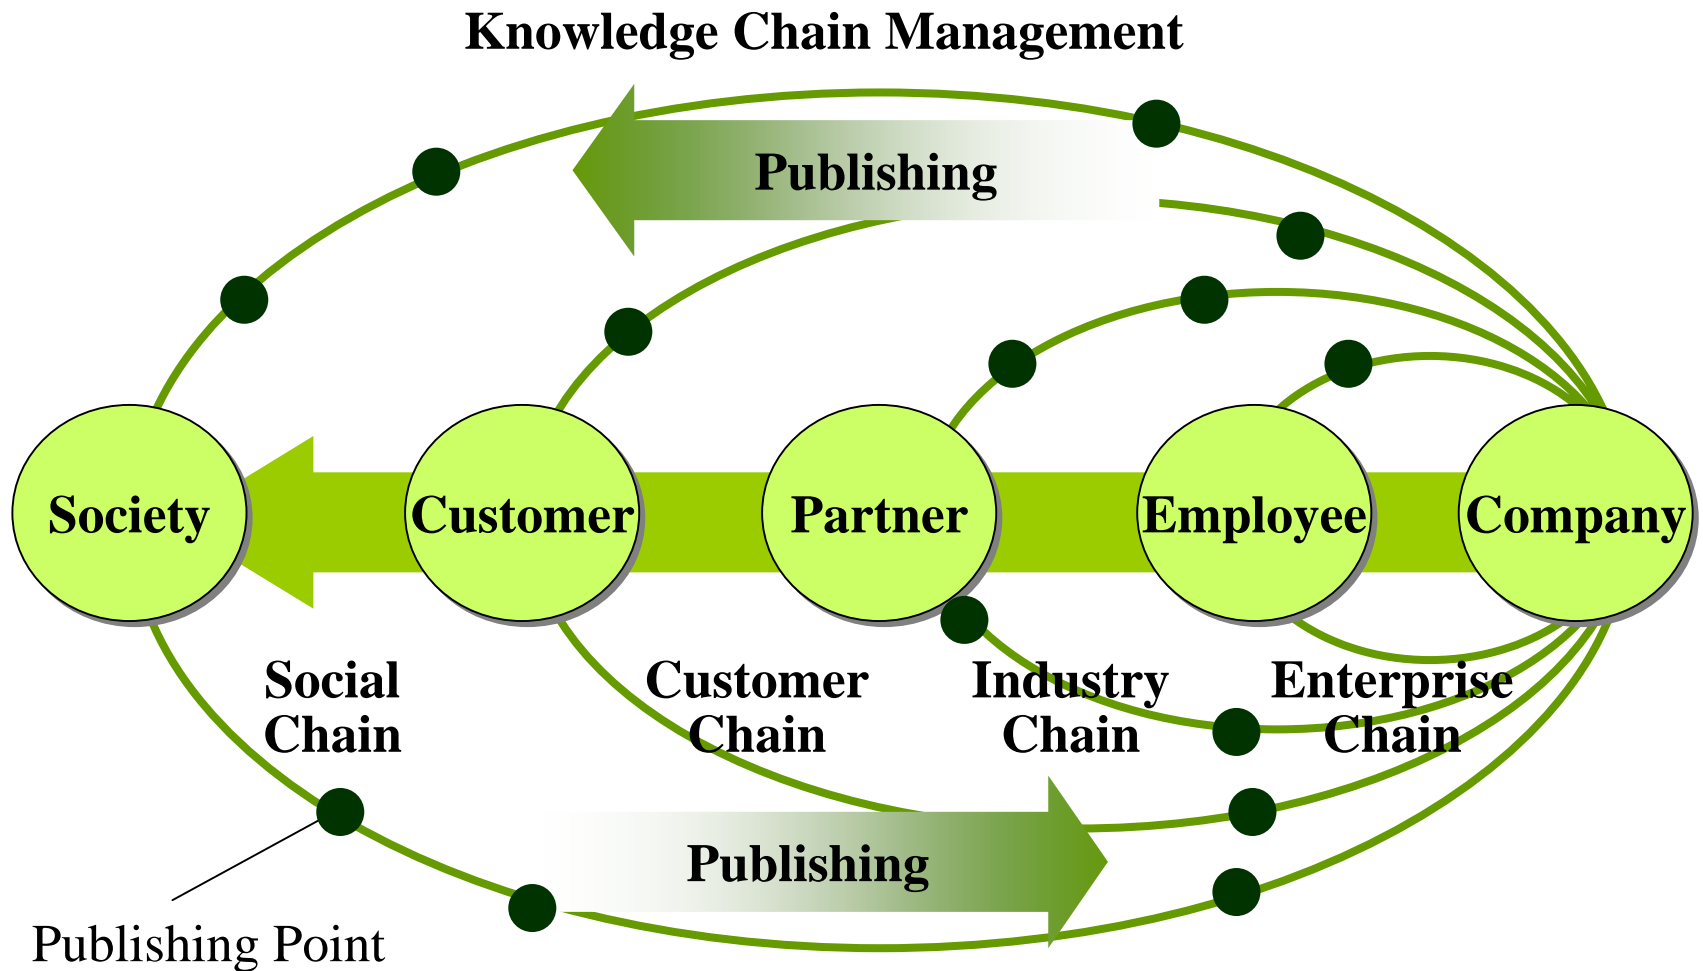 Knowledge Chain Management
Publishing
Society
Customer
Partner
Employee
Company
Social
Chain
Customer
Chain
Industry
Chain
Enterprise
Chain
Publishing
Publishing Point